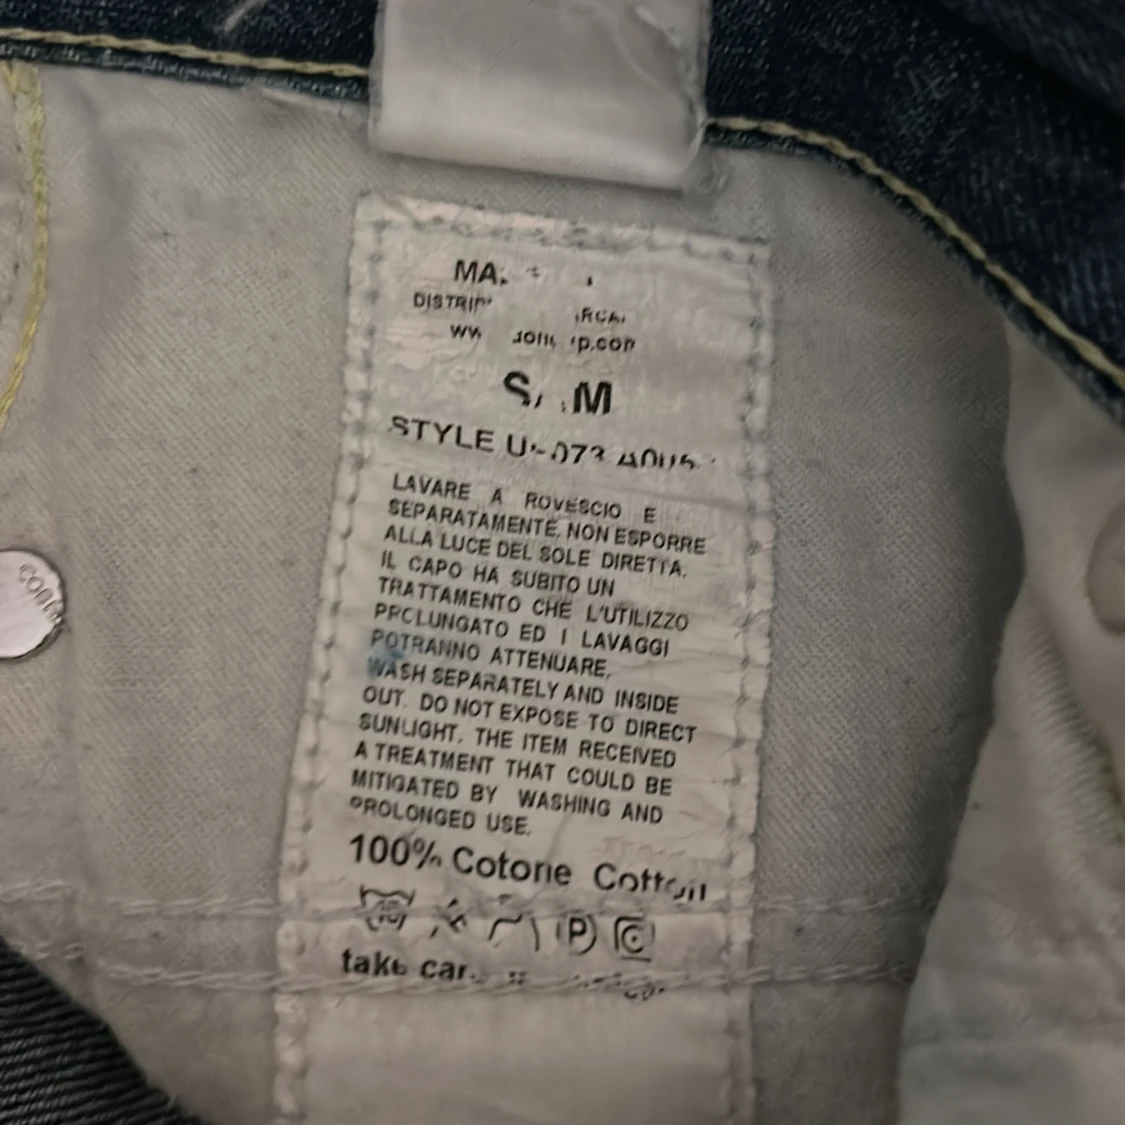 STYLE
LAVARE A ROVESCIO E
SEPARATAMENTE. NON ESPORRE
ALLA LUCE DEL SOLE DIRETTA.
IL CAPO HA SUBITO UN
TRATTAMENTO CHE L'UTILIZZO
PROLUNGATO ED I LAVAGGI
POTRANNO ATTENUARE.
WASH SEPARATELY AND INSIDE
OUT. DO NOT EXPOSE TO DIRECT
SUNLIGHT. THE ITEM RECEIVED
A TREATMENT THAT COULD BE
MITIGATED BY WASHING AND
PROLONGED USE.
100% Cotone Cotton
P
take